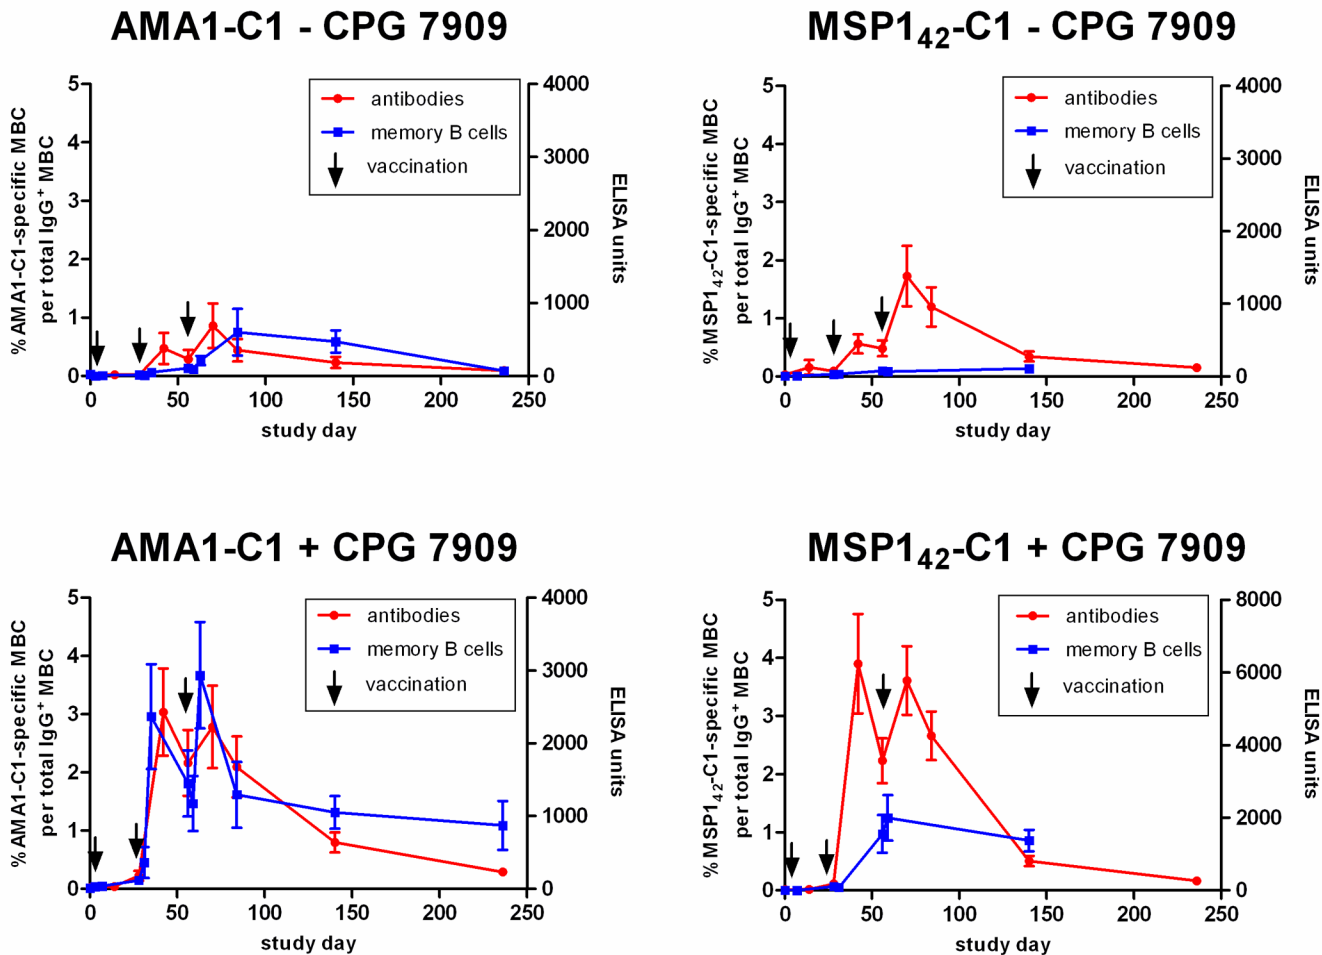 AMA1-C1 - CPG 7909
%AMA1-C1-specific MBC
per total IgG⁺ MBC
5
4
3
2
1
0
antibodies
memory B cells
vaccination
4000
3000
2000
1000
0
ELISA units
0 50 100 150 200 250
study day
MSP1₄₂-C1 - CPG 7909
%MSP1₄₂-C1-specific MBC
per total IgG⁺ MBC
5
4
3
2
1
0
antibodies
memory B cells
vaccination
4000
3000
2000
1000
0
ELISA units
0 50 100 150 200 250
study day
AMA1-C1 + CPG 7909
%AMA1-C1-specific MBC
per total IgG⁺ MBC
5
4
3
2
1
0
antibodies
memory B cells
vaccination
4000
3000
2000
1000
0
ELISA units
0 50 100 150 200 250
study day
MSP1₄₂-C1 + CPG 7909
%MSP1₄₂-C1-specific MBC
per total IgG⁺ MBC
5
4
3
2
1
0
antibodies
memory B cells
vaccination
8000
6000
4000
2000
0
ELISA units
0 50 100 150 200 250
study day